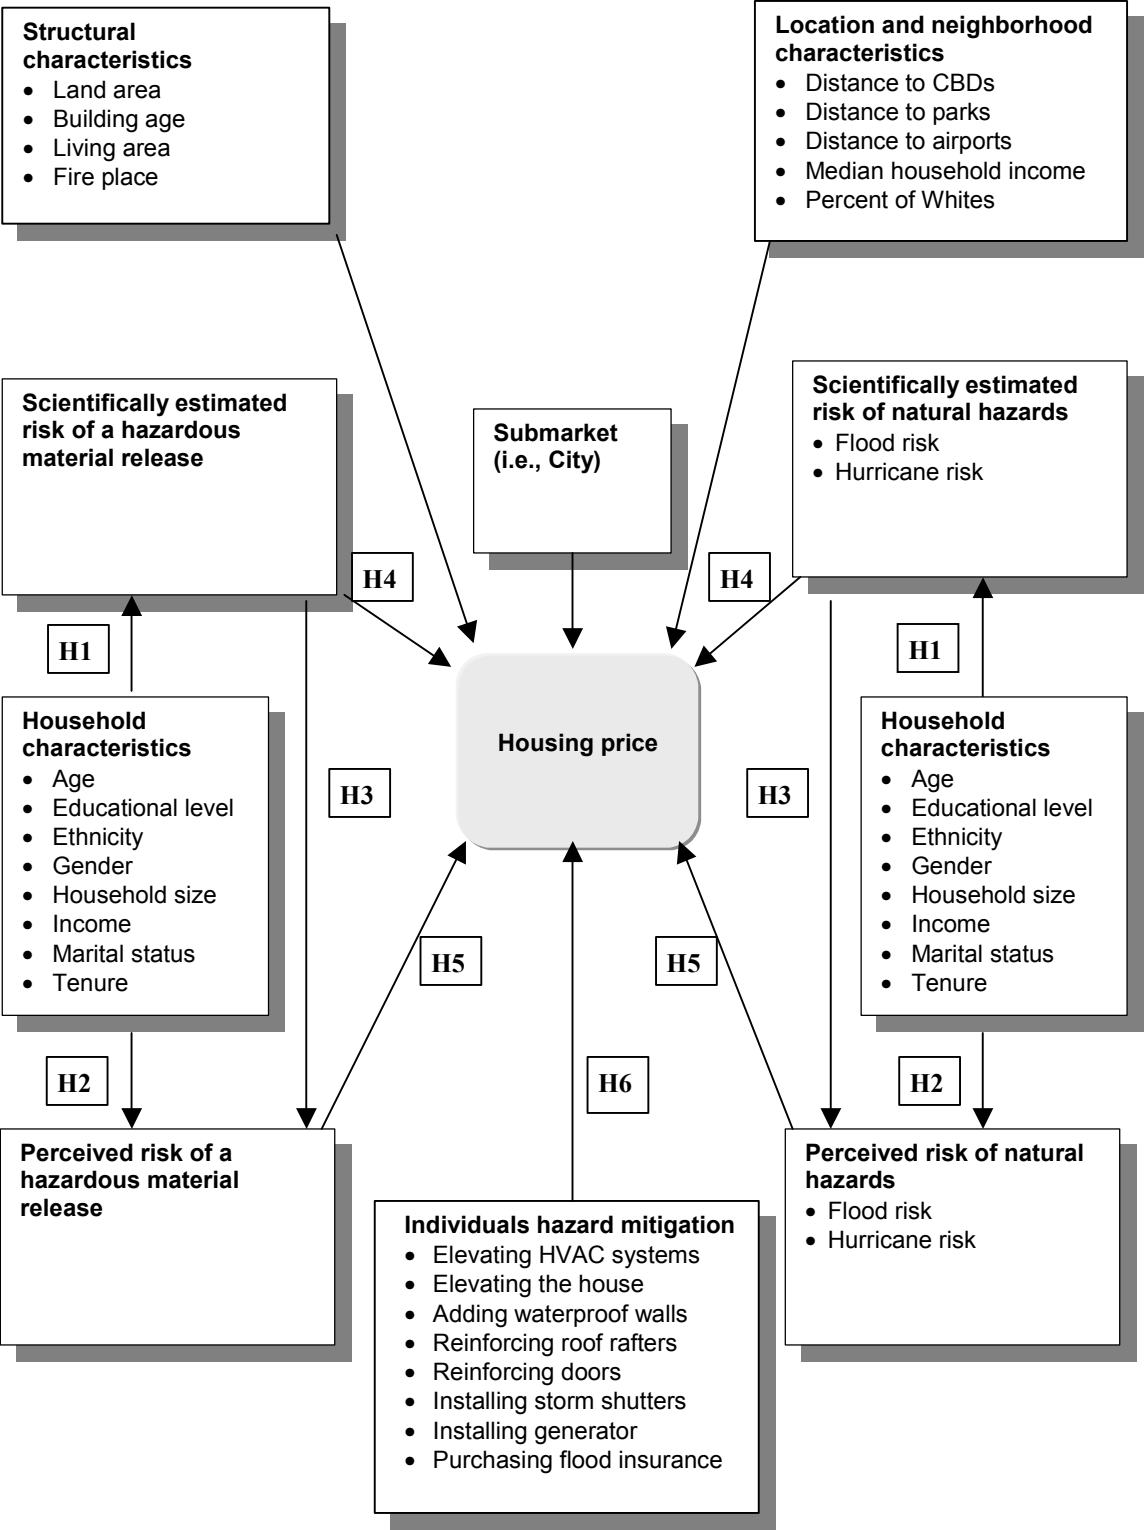 Structural
characteristics
• Land area
• Building age
• Living area
• Fire place
Location and neighborhood
characteristics
• Distance to CBDs
• Distance to parks
• Distance to airports
• Median household income
• Percent of Whites
Scientifically estimated
risk of a hazardous
material release
Submarket
(i.e., City)
Scientifically estimated
risk of natural hazards
• Flood risk
• Hurricane risk
H4
H4
H1
H1
Household
characteristics
• Age
• Educational level
• Ethnicity
• Gender
• Household size
• Income
• Marital status
• Tenure
H3
Housing price
H3
Household
characteristics
• Age
• Educational level
• Ethnicity
• Gender
• Household size
• Income
• Marital status
• Tenure
H5
H5
H2
H6
H2
Perceived risk of a
hazardous material
release
Individuals hazard mitigation
• Elevating HVAC systems
• Elevating the house
• Adding waterproof walls
• Reinforcing roof rafters
• Reinforcing doors
• Installing storm shutters
• Installing generator
• Purchasing flood insurance
Perceived risk of natural
hazards
• Flood risk
• Hurricane risk